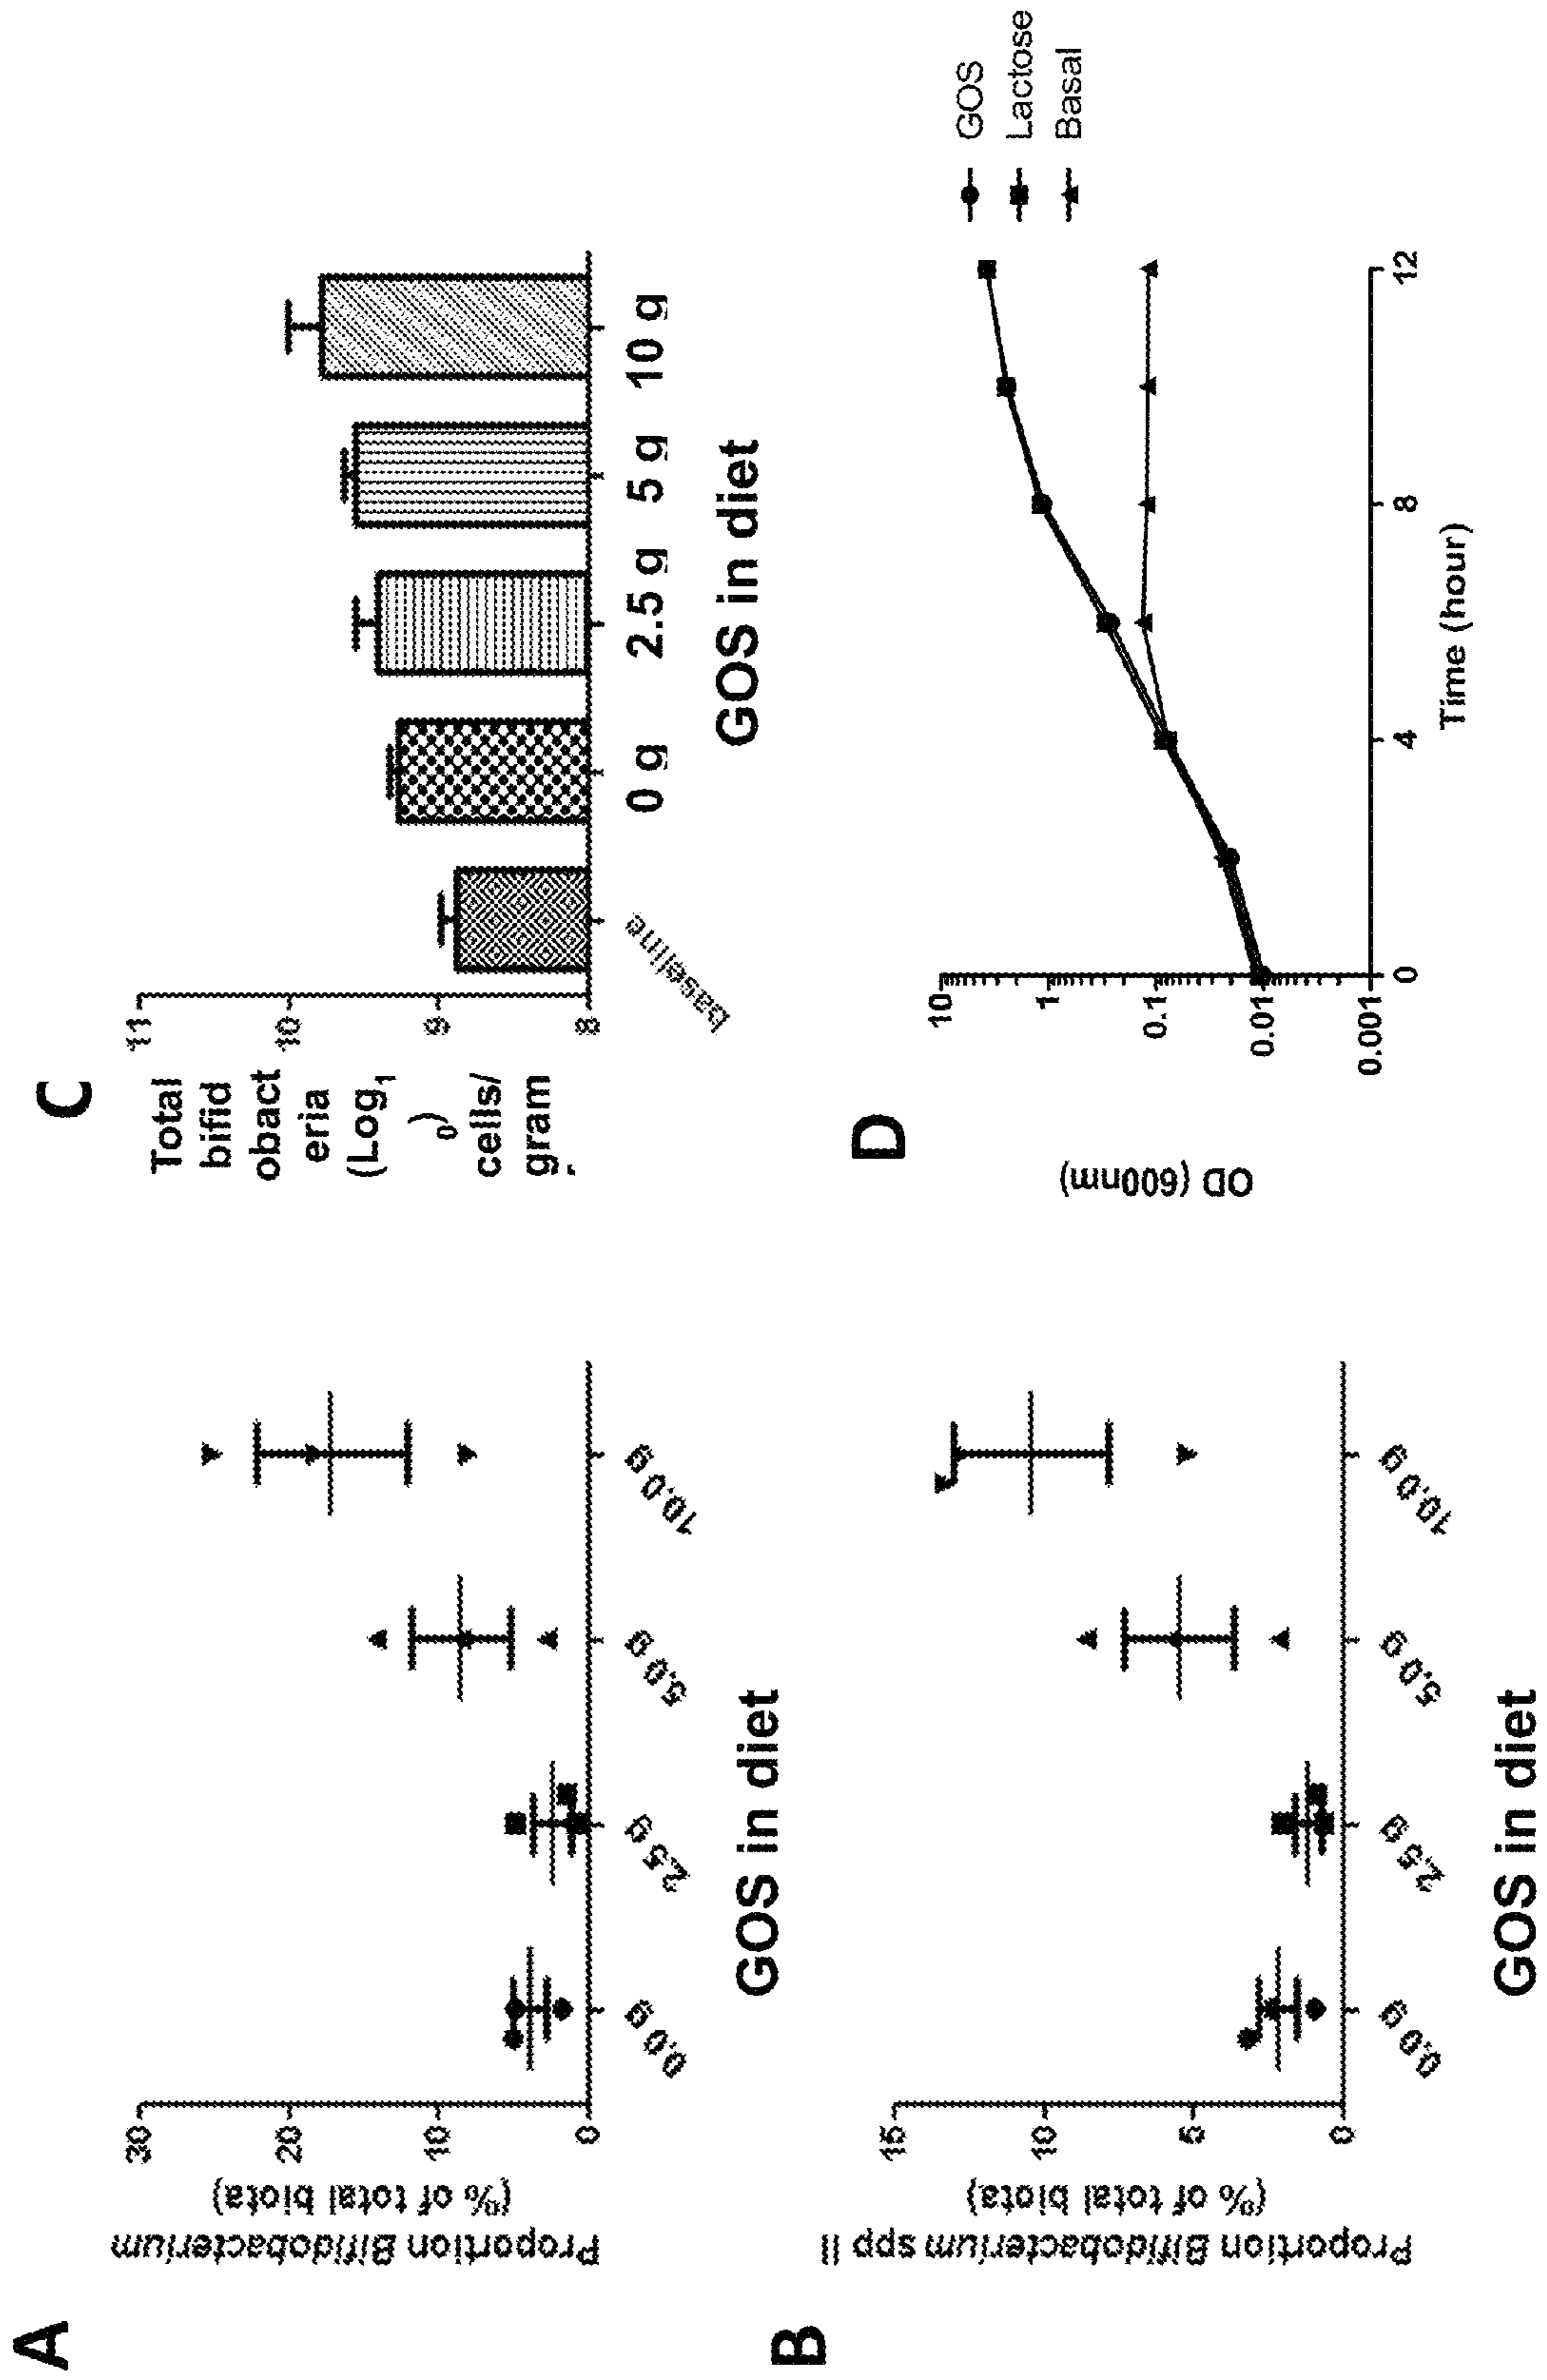 A
Proportion Bifidobacterium
(% of total biota)
30
20
10
0
0.0 g
2.5 g
5.0 g
10.0 g
GOS in diet
B
Proportion Bifidobacterium spp II
(% of total biota)
15
10
5
0
0.0 g
2.5 g
5.0 g
10.0 g
GOS in diet
C
Total
bifid
obact
eria
(Log1
0)
cells/
gram
11
10
9
8
baseline
0 g
2.5 g
5 g
10 g
GOS in diet
D
OD (600nm)
10
1
0.1
0.01
0.001
0
4
8
12
Time (hour)
GOS
Lactose
Basal